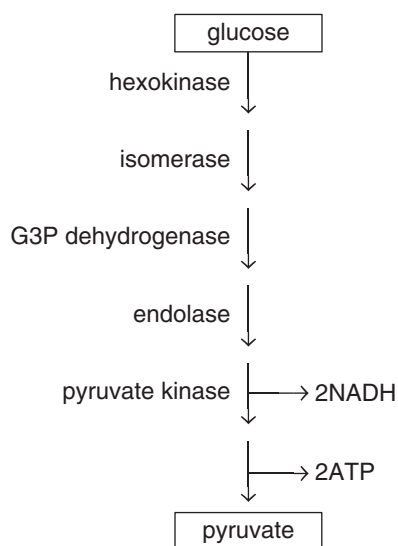 glucose
hexokinase
isomerase
G3P dehydrogenase
endolase
pyruvate kinase
2NADH
2ATP
pyruvate